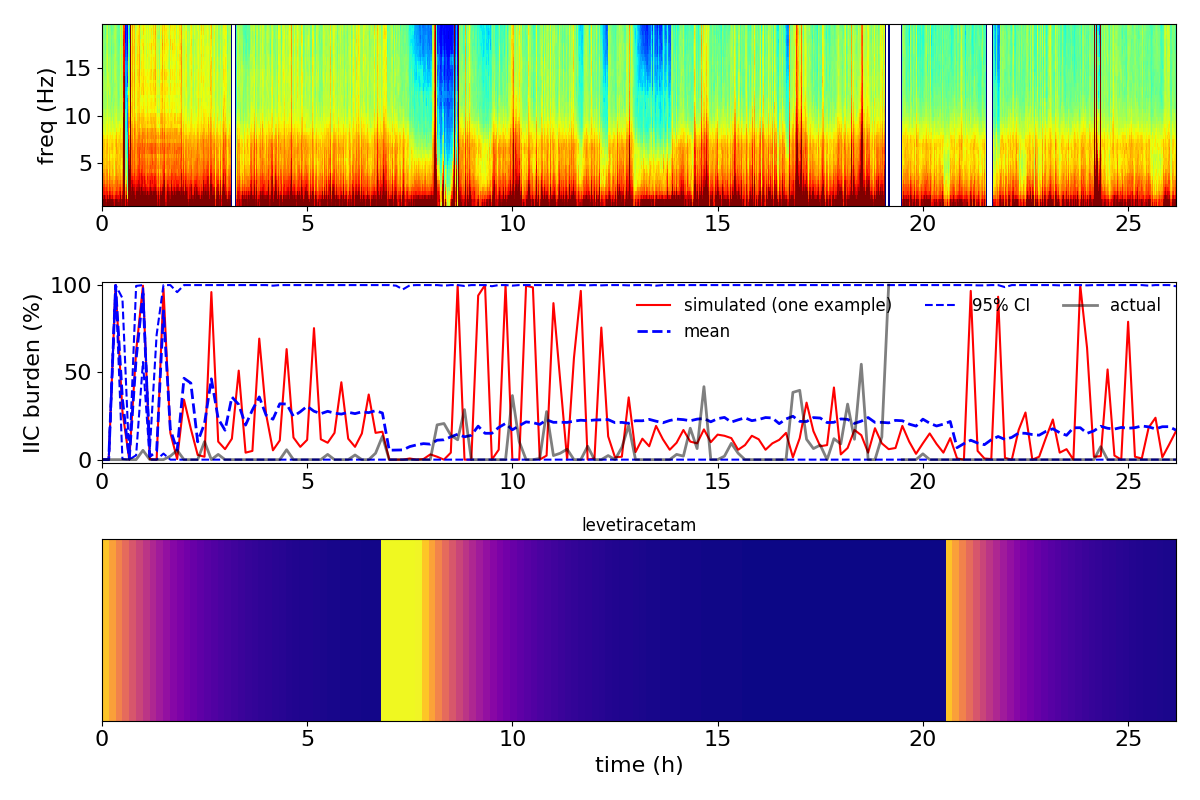 freq (Hz)
15
10
5
0 5 10 15 20 25
IIC burden (%)
100
50
0
simulated (one example) 95% CI actual
mean
0 5 10 15 20 25
levetiracetam
0 5 10 15 20 25
time (h)